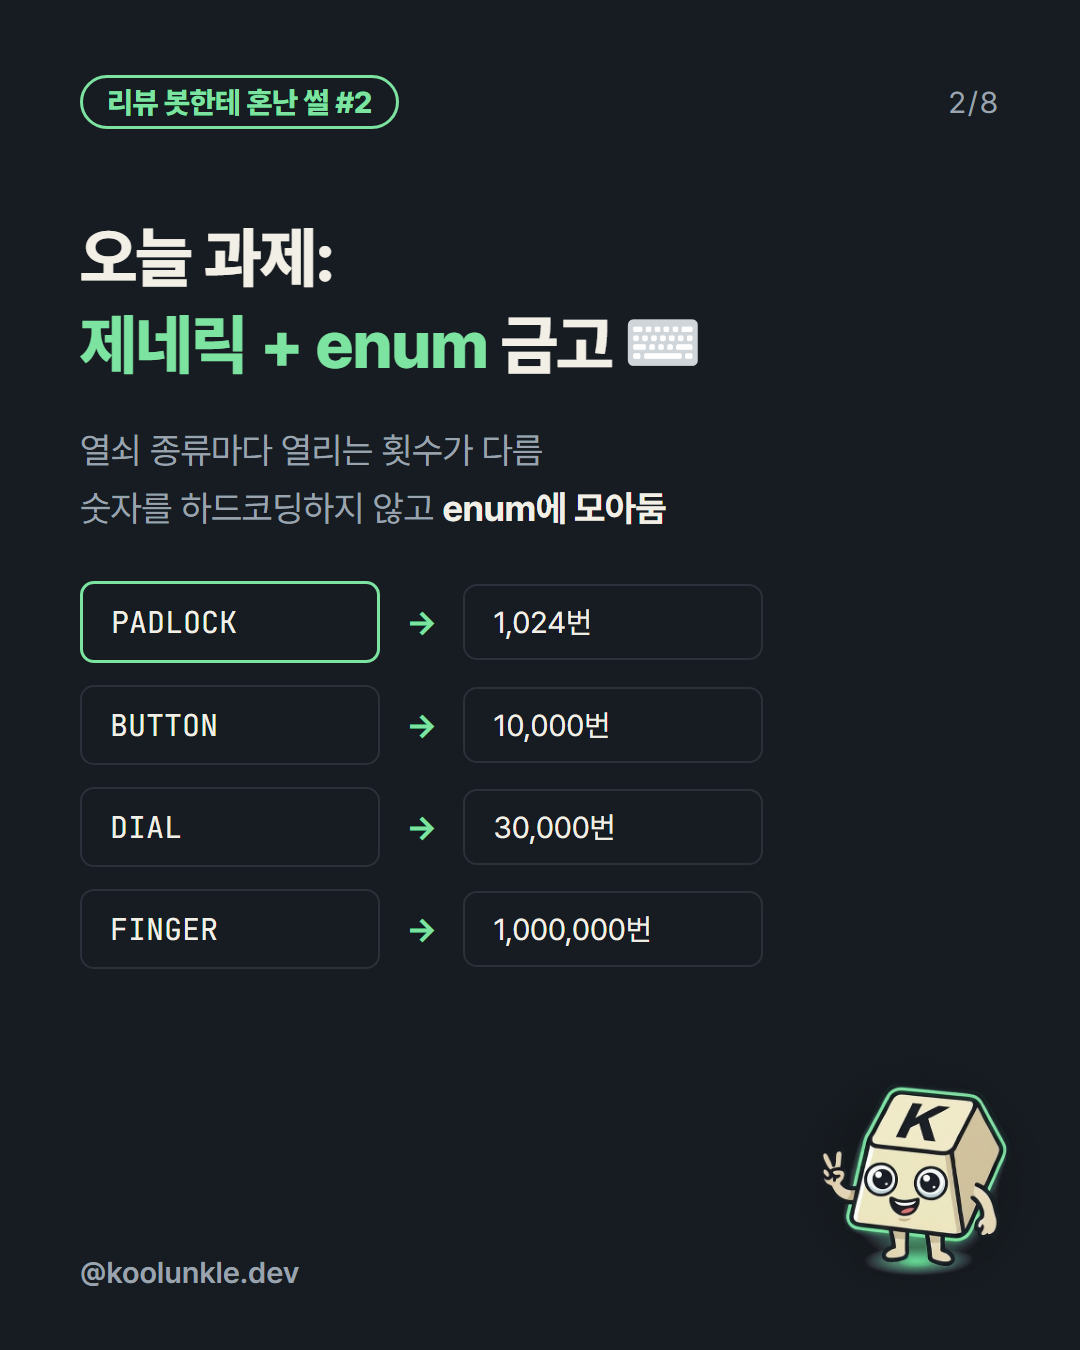 리뷰 봇한테 혼난 썰 #2
2/8
오늘 과제:
제네릭 + enum 금고 ⌨️
열쇠 종류마다 열리는 횟수가 다름
숫자를 하드코딩하지 않고 enum에 모아둠
PADLOCK → 1,024번
BUTTON → 10,000번
DIAL → 30,000번
FINGER → 1,000,000번
K
@koolunkle.dev